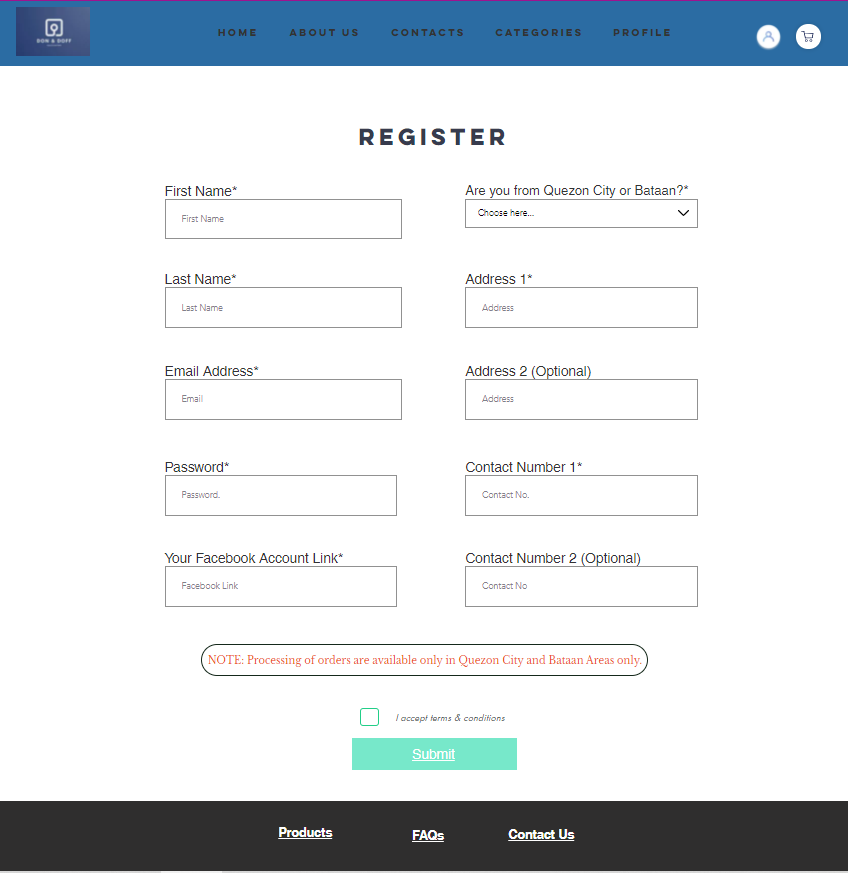 DON & DOFF
HOME ABOUT US CONTACTS CATEGORIES PROFILE
REGISTER
First Name*
First Name
Are you from Quezon City or Bataan?*
Choose here...
Last Name*
Last Name
Address 1*
Address
Email Address*
Email
Address 2 (Optional)
Address
Password*
Password.
Contact Number 1*
Contact No.
Your Facebook Account Link*
Facebook Link
Contact Number 2 (Optional)
Contact No
NOTE: Processing of orders are available only in Quezon City and Bataan Areas only.
I accept terms & conditions
Submit
Products FAQs Contact Us